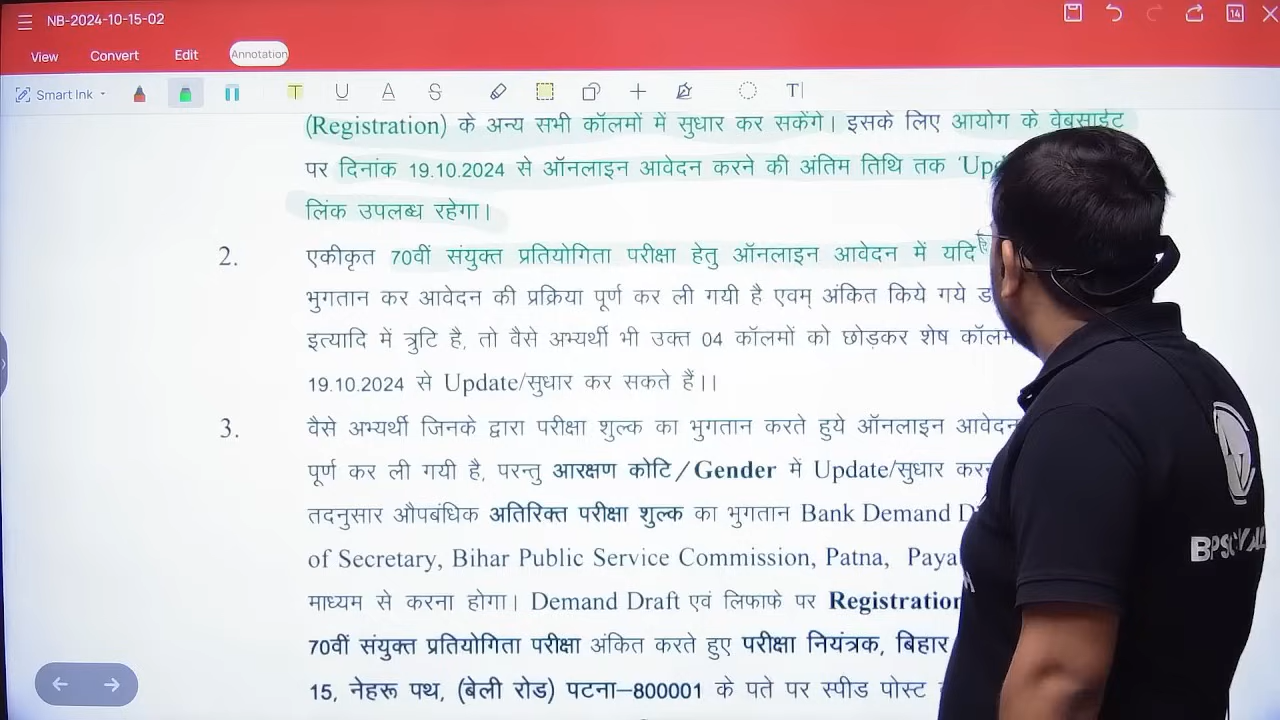 NB-2024-10-15-02
14
View Convert Edit Annotation
Smart Ink
(Registration) के अन्य सभी कॉलमों में सुधार कर सकेंगे। इसके लिए आयोग के वेबसाईट
पर दिनांक 19.10.2024 से ऑनलाइन आवेदन करने की अंतिम तिथि तक
लिंक उपलब्ध रहेगा।
2. एकीकृत 70वीं संयुक्त प्रतियोगिता परीक्षा हेतु ऑनलाइन आवेदन में यदि
भुगतान कर आवेदन की प्रक्रिया पूर्ण कर ली गयी है एवम् अंकित किये गये
इत्यादि में त्रुटि है, तो वैसे अभ्यर्थी भी उक्त 04 कॉलमों को छोड़कर शेष
19.10.2024 से Update/सुधार कर सकते हैं।।
3. वैसे अभ्यर्थी जिनके द्वारा परीक्षा शुल्क का भुगतान करते हुये ऑनलाइन आवेदन
पूर्ण कर ली गयी है, परन्तु आरक्षण कोटि/Gender में Update/सुधार
तदनुसार औपबंधिक अतिरिक्त परीक्षा शुल्क का भुगतान Bank Demand
of Secretary, Bihar Public Service Commission, Patna,
माध्यम से करना होगा। Demand Draft एवं लिफाफे पर Registration
70वीं संयुक्त प्रतियोगिता परीक्षा अंकित करते हुए परीक्षा नियंत्रक, बिहार
15, नेहरू पथ, (बेली रोड) पटना–800001 के पते पर स्पीड पोस्ट